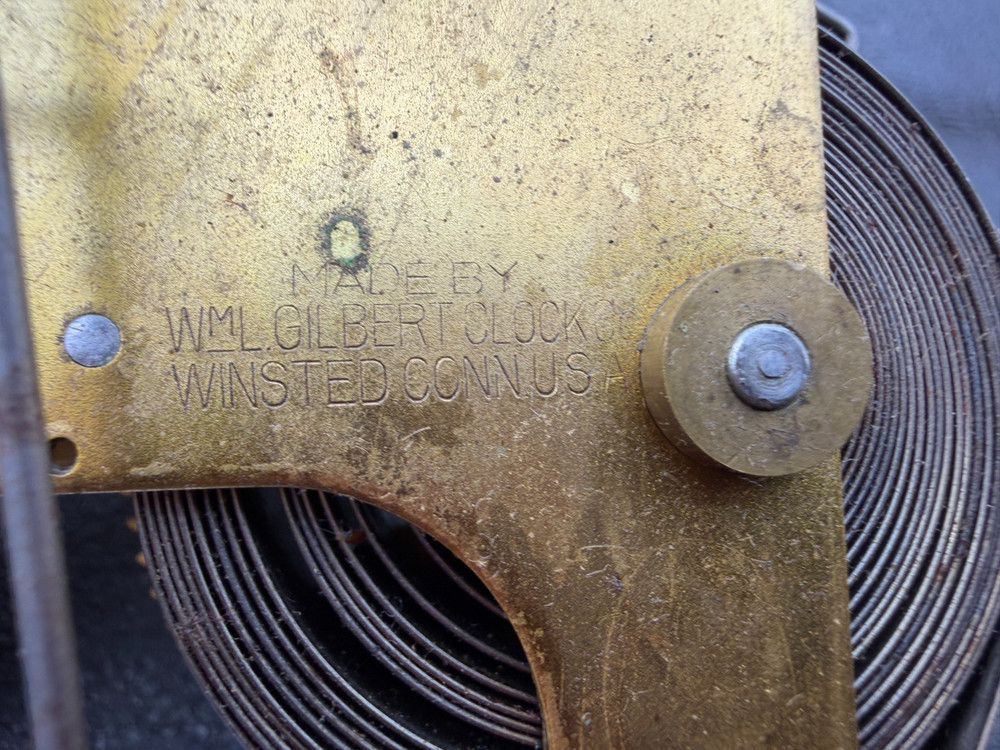 MADE BY
WM L. GILBERT CLOCK CO
WINSTED CONN. U S A